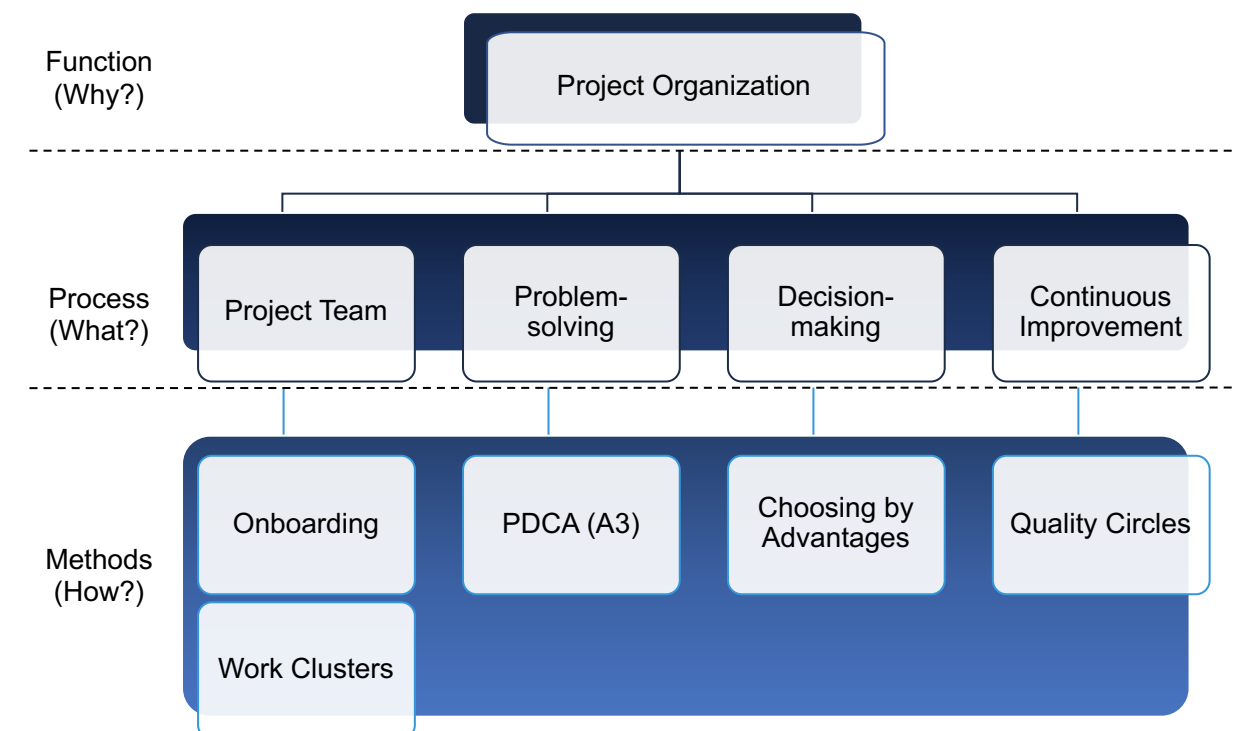 Function
(Why?)
Project Organization
Process
(What?)
Project Team
Problem-
solving
Decision-
making
Continuous
Improvement
Methods
(How?)
Onboarding
PDCA (A3)
Choosing by
Advantages
Quality Circles
Work Clusters